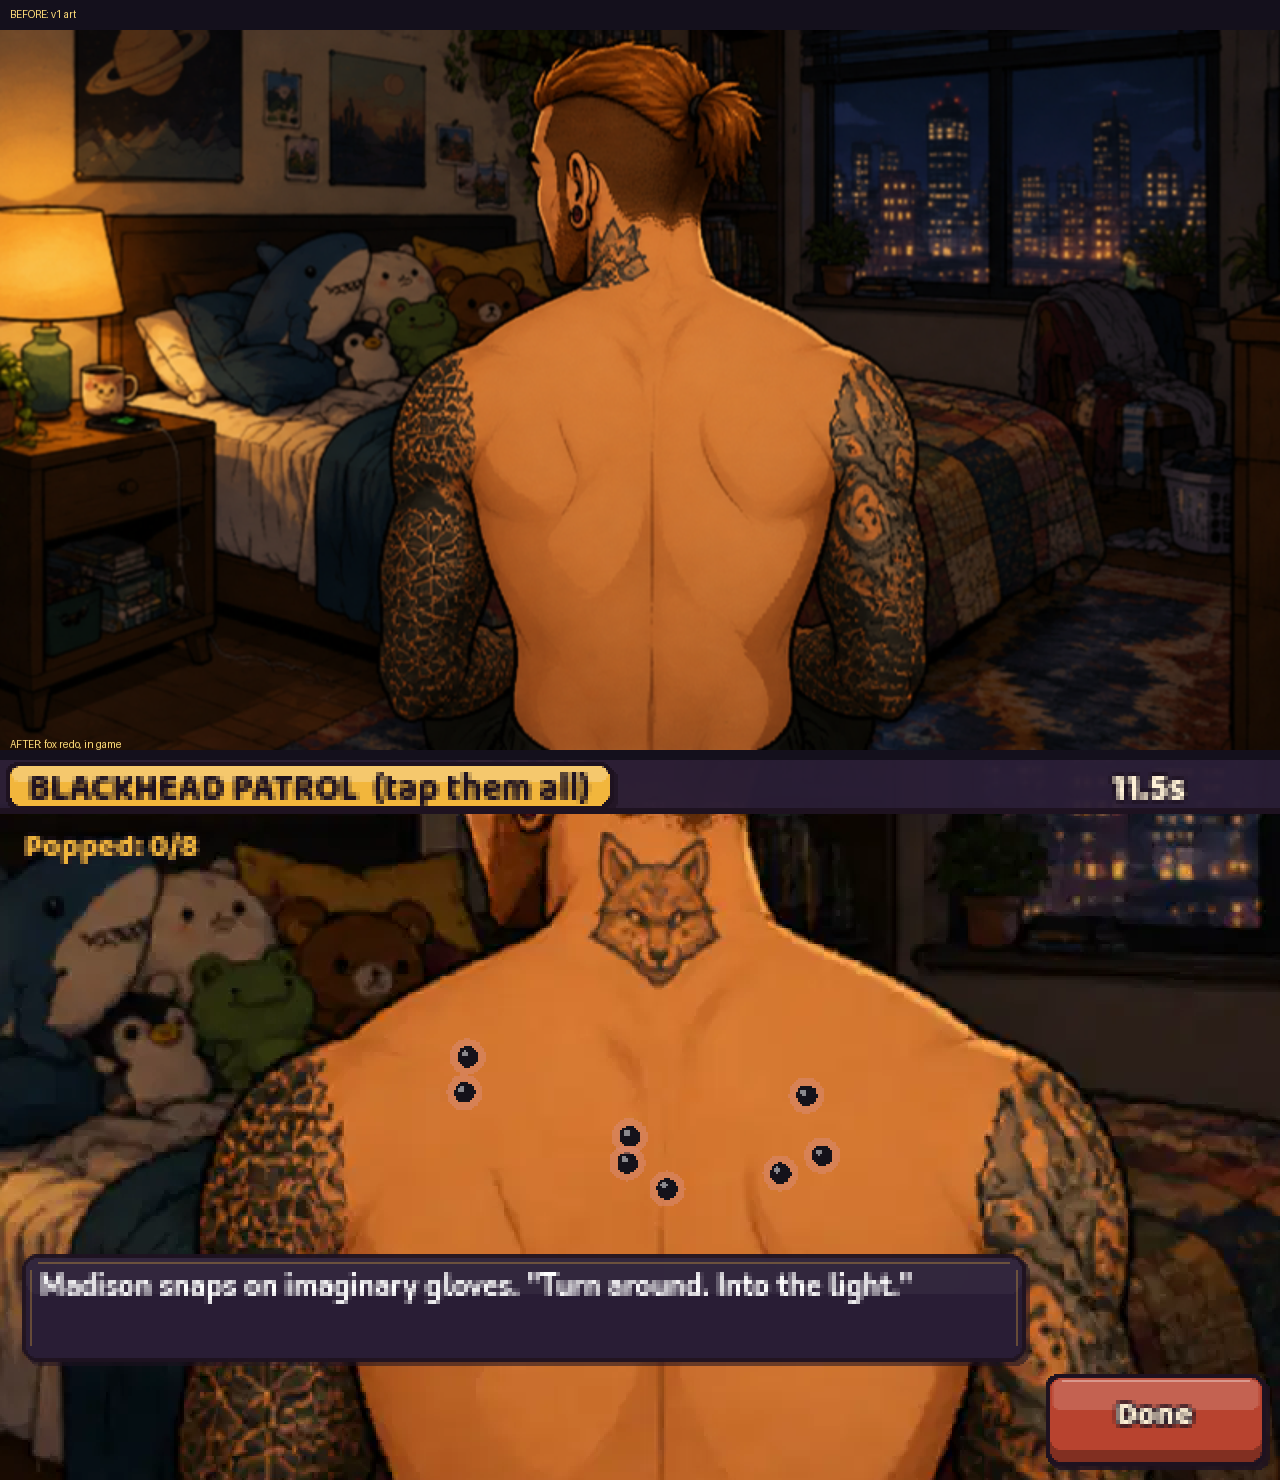 BEFORE: v1 art
AFTER: fox redo, in game
BLACKHEAD PATROL (tap them all)
11.5s
Popped: 0/8
Madison snaps on imaginary gloves. "Turn around. Into the light."
Done